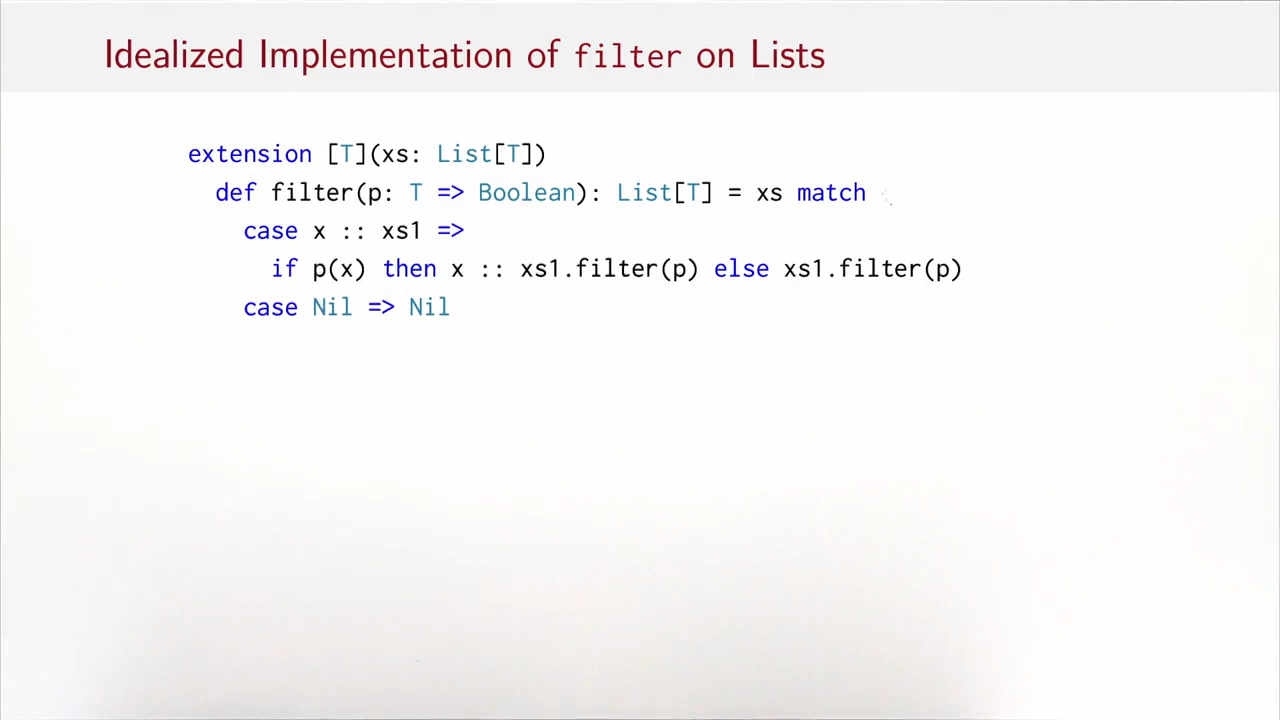 Idealized Implementation of filter on Lists
extension [T](xs: List[T])
def filter(p: T => Boolean): List[T] = xs match
case x :: xs1 =>
if p(x) then x :: xs1.filter(p) else xs1.filter(p)
case Nil => Nil